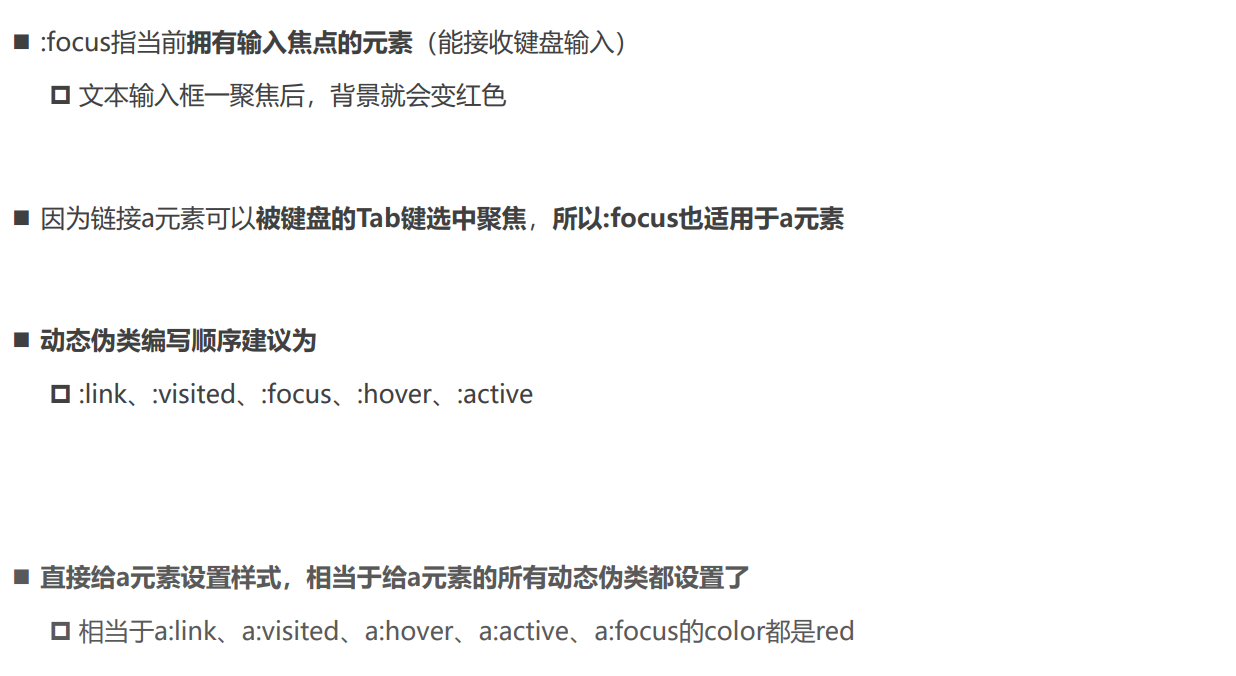 :focus指当前拥有输入焦点的元素（能接收键盘输入）
文本输入框一聚焦后，背景就会变红色
因为链接a元素可以被键盘的Tab键选中聚焦，所以:focus也适用于a元素
动态伪类编写顺序建议为
:link、:visited、:focus、:hover、:active
直接给a元素设置样式，相当于给a元素的所有动态伪类都设置了
相当于a:link、a:visited、a:hover、a:active、a:focus的color都是red